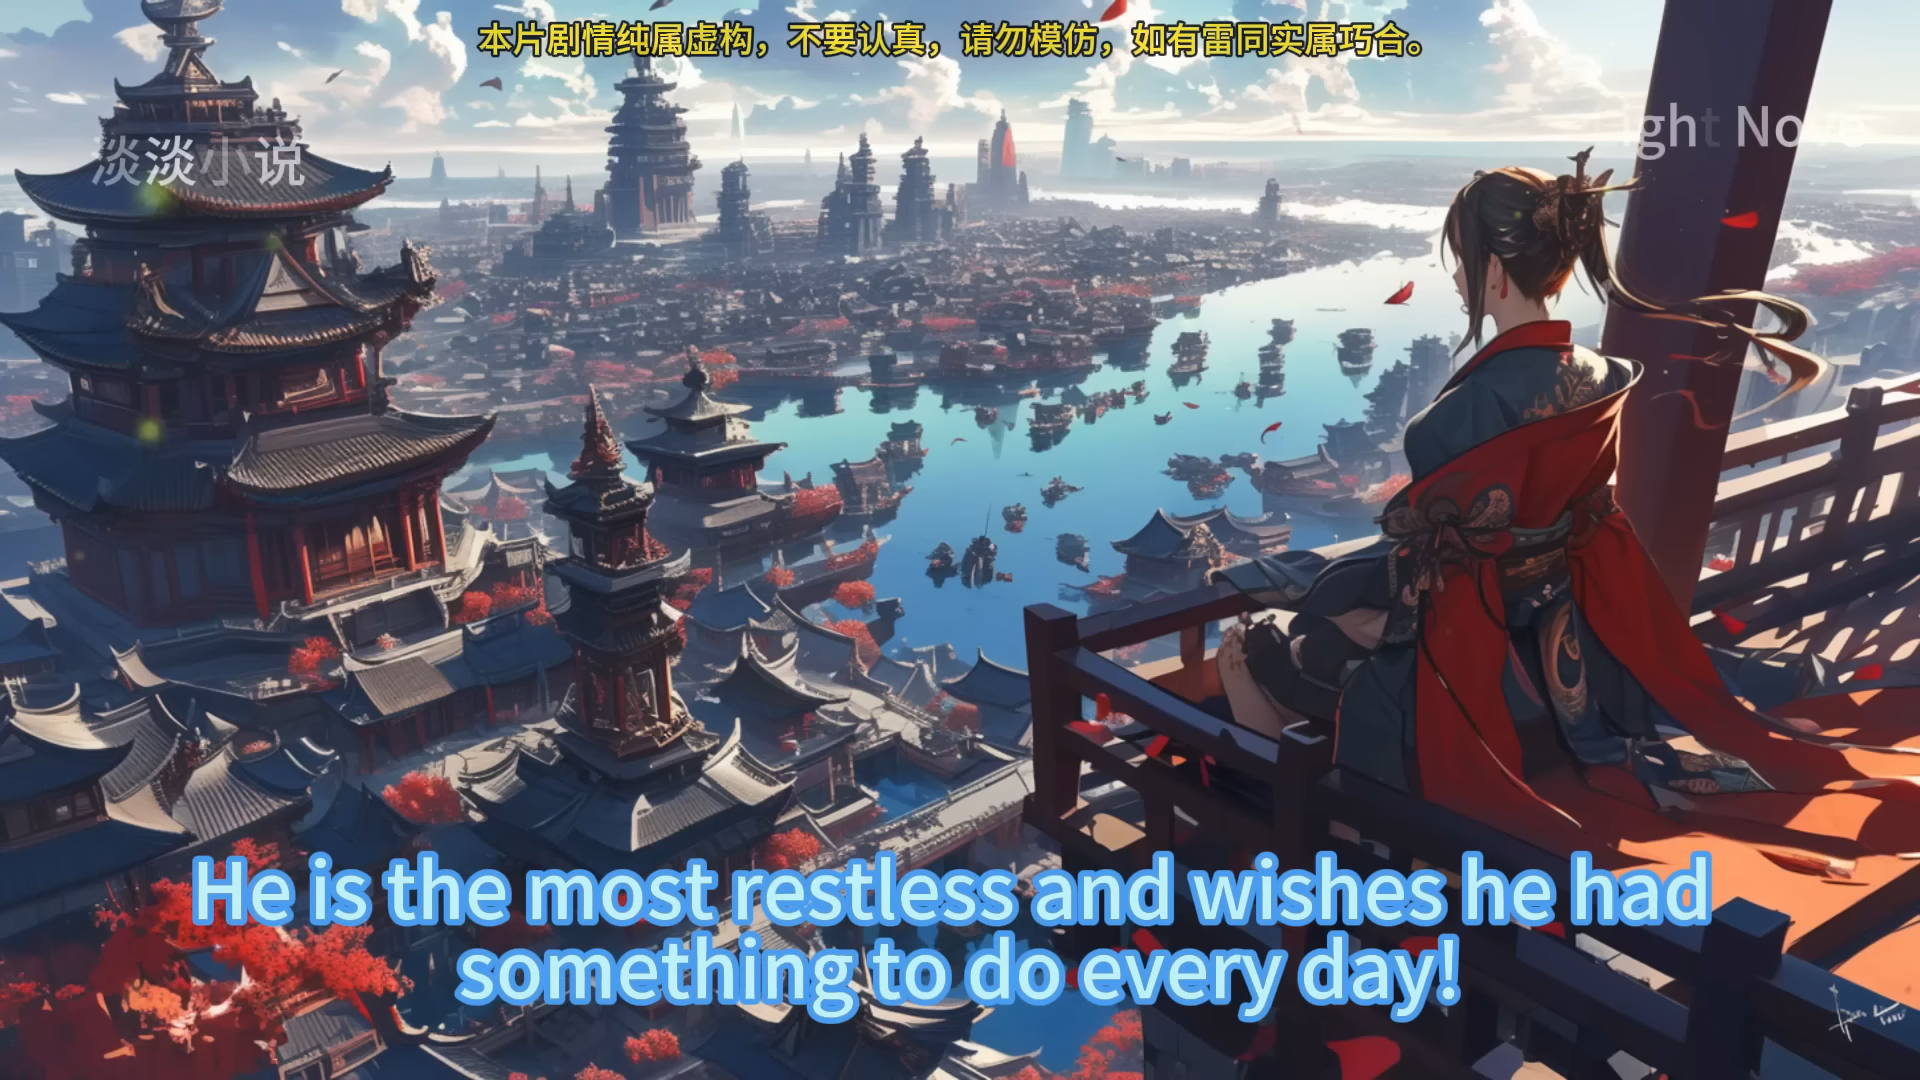 本片剧情纯属虚构，不要认真，请勿模仿，如有雷同实属巧合。
淡淡小说
ght Nove
He is the most restless and wishes he had
something to do every day!